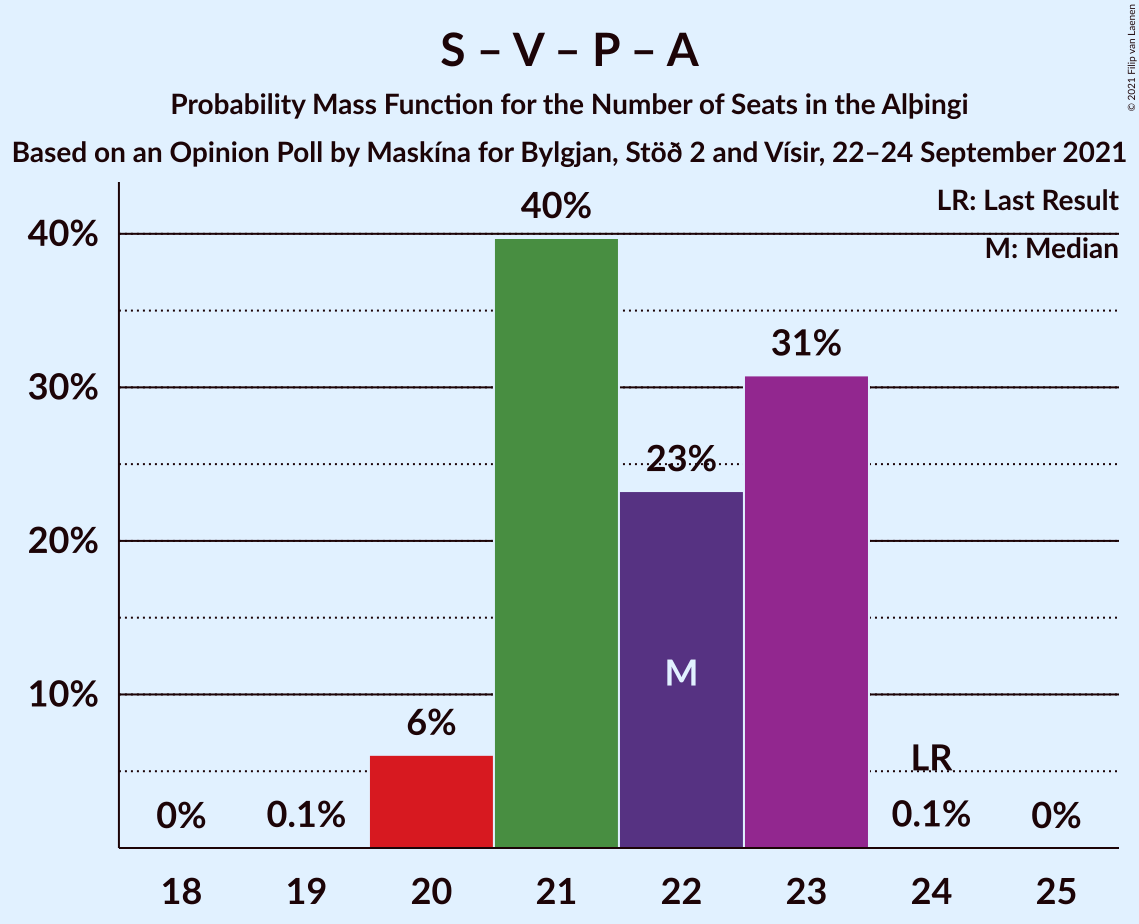 S – V – P – A
Probability Mass Function for the Number of Seats in the Alþingi
Based on an Opinion Poll by Maskína for Bylgjan, Stöð 2 and Vísir, 22–24 September 2021
© 2021 Filip van Laenen
LR: Last Result
M: Median
40%
30%
20%
10%
0%
0.1%
6%
40%
23%
31%
LR
0.1%
0%
M
18 19 20 21 22 23 24 25